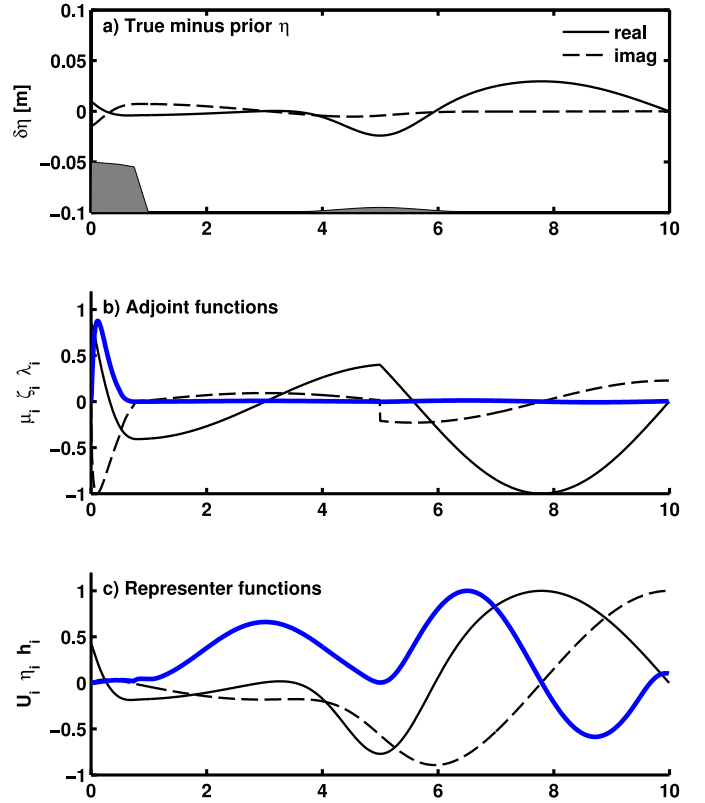 a) True minus prior η
real
imag
δη [m]
0.1
0.05
0
−0.05
−0.1
0 2 4 6 8 10
b) Adjoint functions
μi ζi λi
1
0.5
0
−0.5
−1
0 2 4 6 8 10
c) Representer functions
Ui ηi hi
1
0.5
0
−0.5
−1
0 2 4 6 8 10